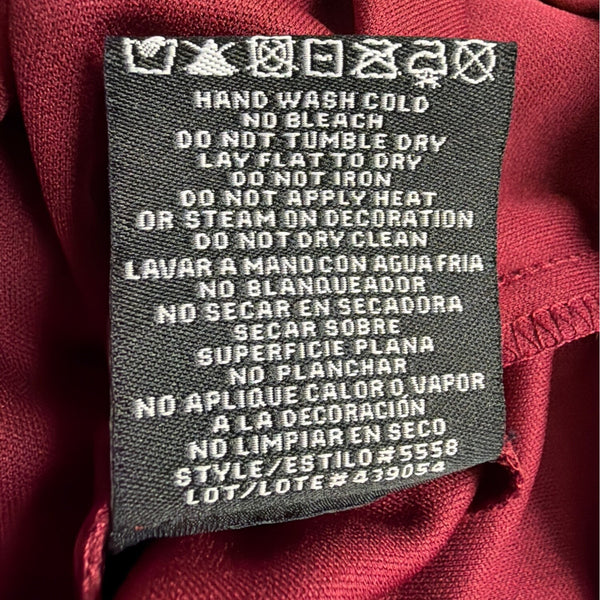 HAND WASH COLD
NO BLEACH
DO NOT TUMBLE DRY
LAY FLAT TO DRY
DO NOT IRON
DO NOT APPLY HEAT
OR STEAM ON DECORATION
DO NOT DRY CLEAN
LAVAR A MANO CON AGUA FRIA
NO BLANQUEADOR
NO SECAR EN SECADORA
SECAR SOBRE
SUPERFICIE PLANA
NO PLANCHAR
NO APLIQUE CALOR O VAPOR
A LA DECORACIÓN
NO LIMPIAR EN SECO
STYLE/ESTILO#5558
LOT/LOTE#439054